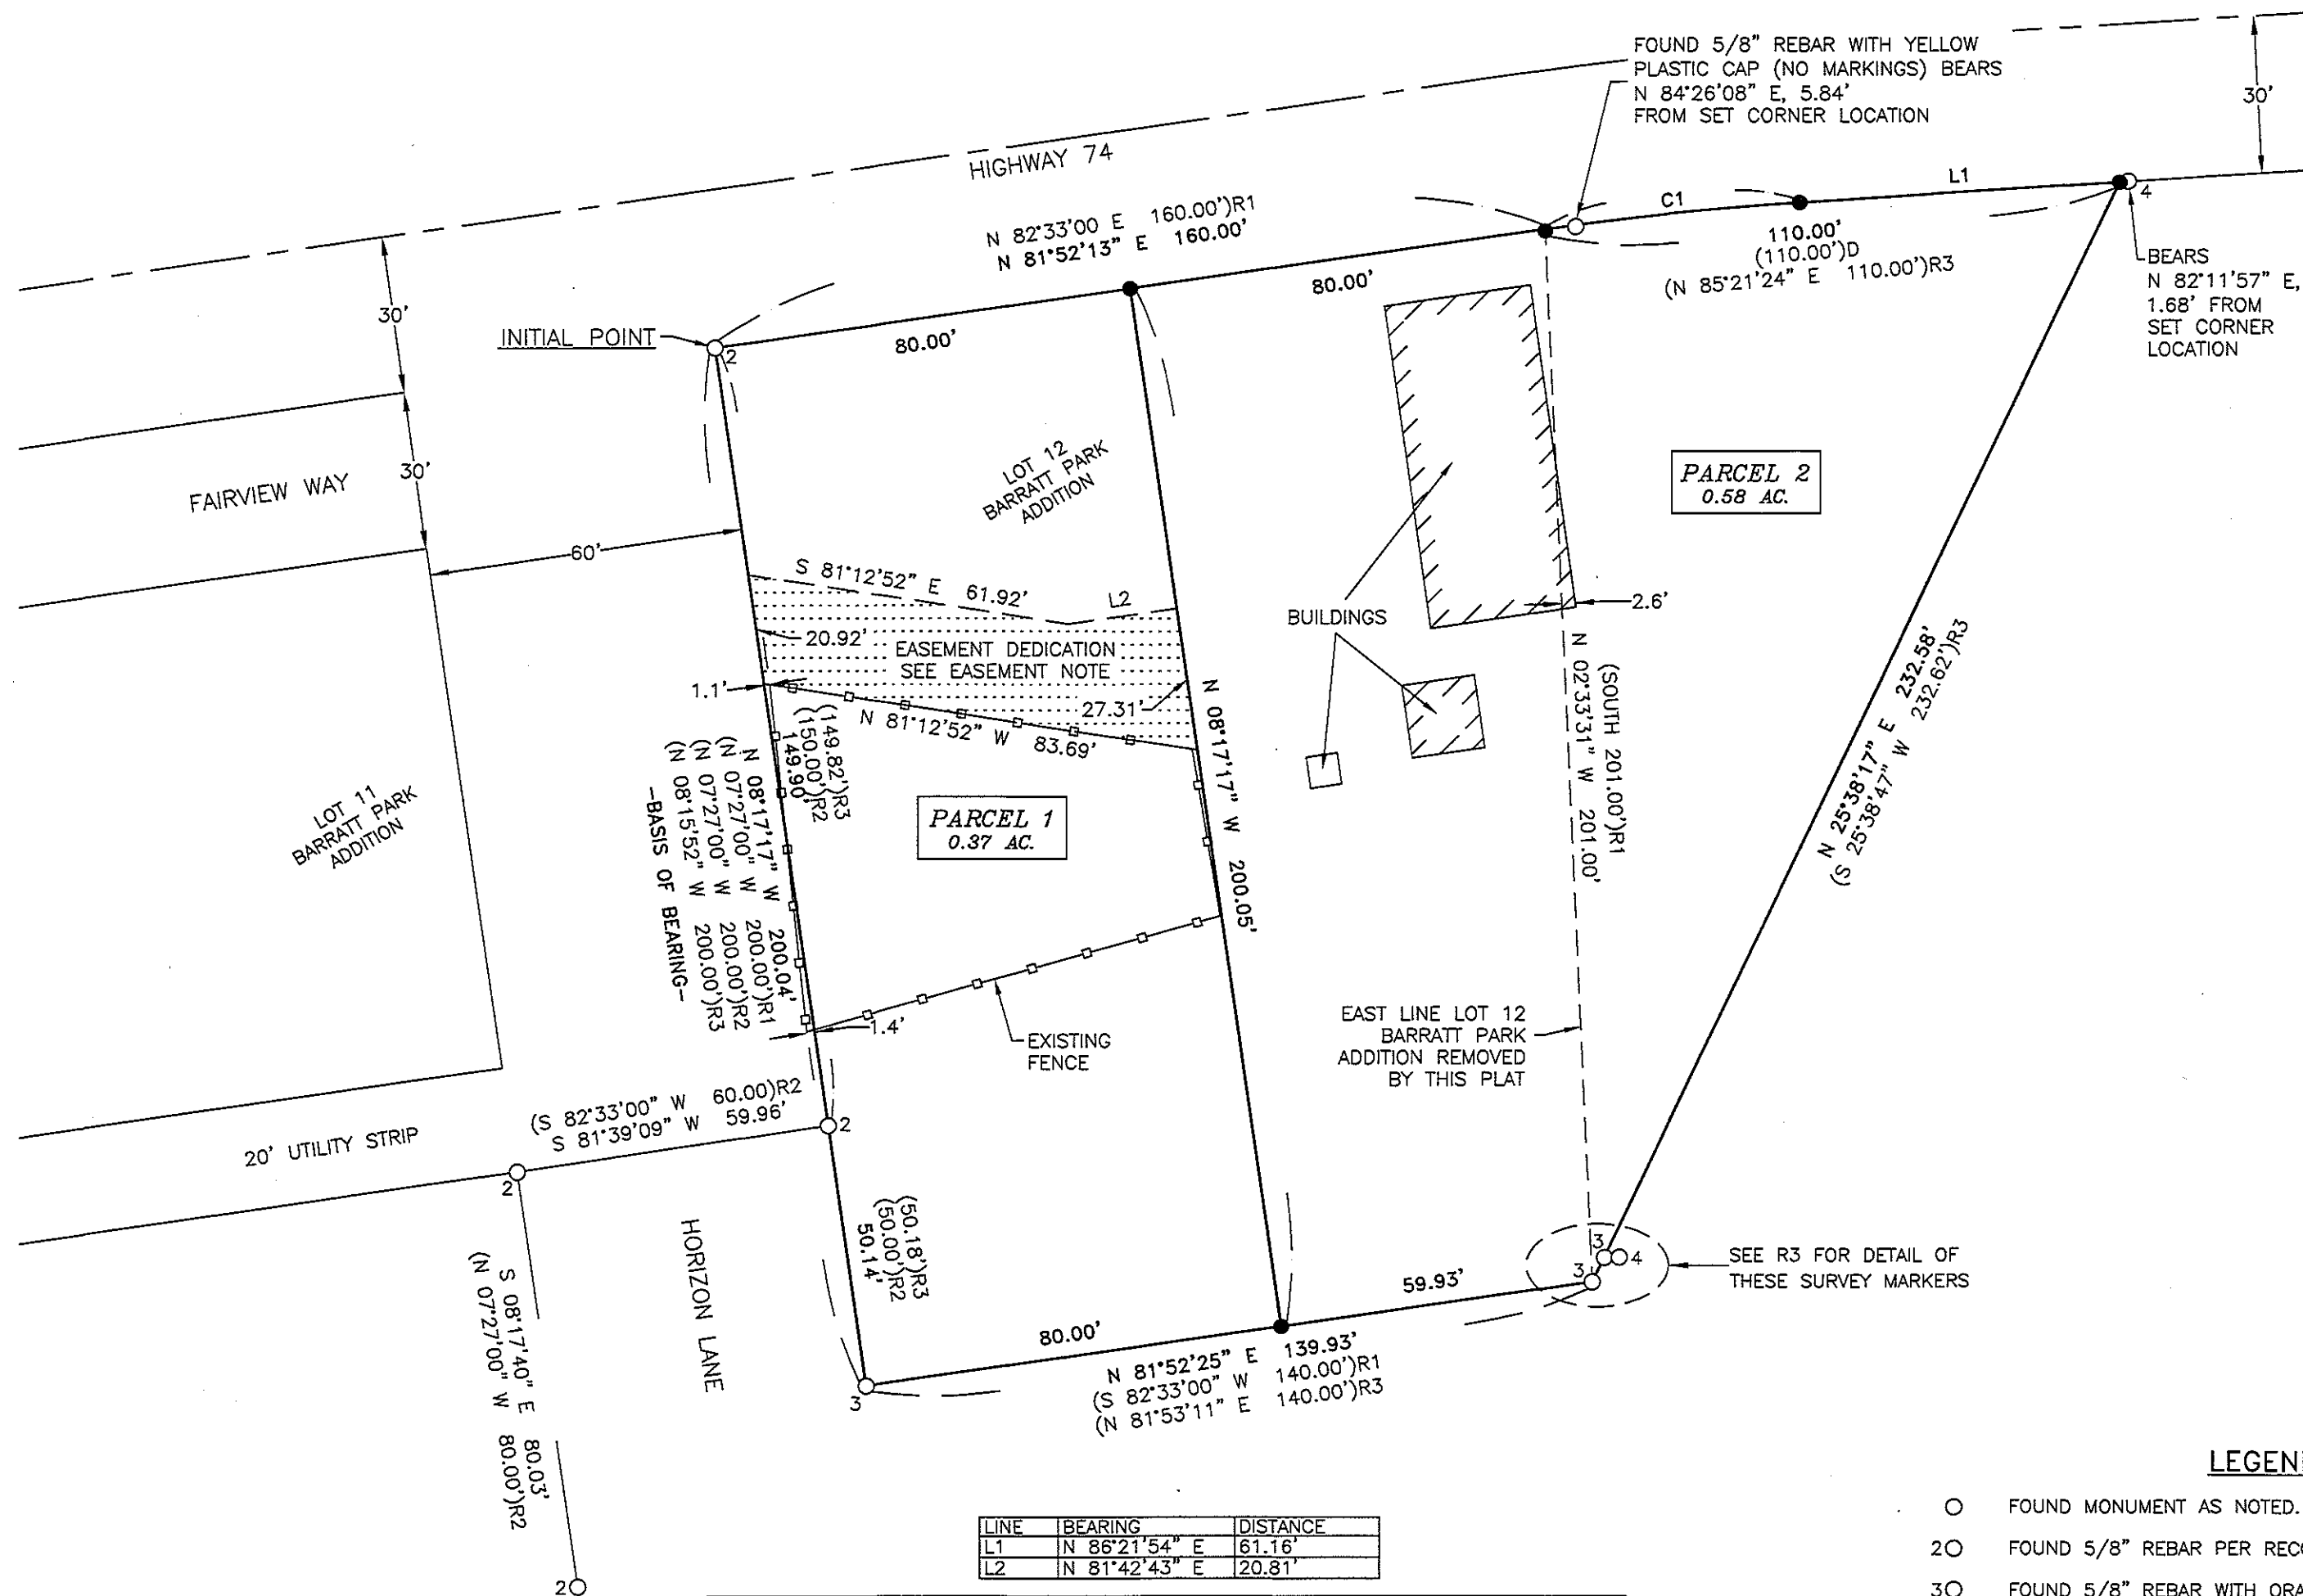 FOUND 5/8" REBAR WITH YELLOW
PLASTIC CAP (NO MARKINGS) BEARS
N 84°26'08" E, 5.84'
FROM SET CORNER LOCATION
30'
HIGHWAY 74
L1
C1
4
N 82°33'00 E 160.00')R1
N 81°52'13" E 160.00'
110.00'
(110.00')D
(N 85°21'24" E 110.00')R3
BEARS
N 82°11'57" E,
1.68' FROM
SET CORNER
LOCATION
30'
INITIAL POINT
2
80.00'
80.00'
30'
FAIRVIEW WAY
LOT 12
BARRATT PARK
ADDITION
PARCEL 2
0.58 AC.
60'
S 81°12'52" E 61.92'
L2
BUILDINGS
2.6'
20.92'
EASEMENT DEDICATION
SEE EASEMENT NOTE
1.1'
27.31'
N 81°12'52" W 83.69'
(149.82')R3
(150.00')R2
149.90'
N 08°17'17" W 200.04'
(N 07°27'00" W 200.00')R1
(N 07°27'00" W 200.00')R2
(N 08°15'52" W 200.00')R3
-BASIS OF BEARING-
N 08°17'17" W 200.05'
(SOUTH 201.00')R1
N 02°33'31" W 201.00'
N 25°38'17" E 232.58'
(S 25°38'47" W 232.62')R3
LOT 11
BARRATT PARK
ADDITION
PARCEL 1
0.37 AC.
1.4'
EXISTING
FENCE
EAST LINE LOT 12
BARRATT PARK
ADDITION REMOVED
BY THIS PLAT
(S 82°33'00" W 60.00)R2
S 81°39'09" W 59.96'
2
20' UTILITY STRIP
2
HORIZON LANE
(50.18')R3
(50.00')R2
50.14'
3
4
3
SEE R3 FOR DETAIL OF
THESE SURVEY MARKERS
59.93'
80.00'
S 08°17'40" E 80.03'
(N 07°27'00" W 80.00')R2
3
N 81°52'25" E 139.93'
(S 82°33'00" W 140.00')R1
(N 81°53'11" E 140.00')R3
LINE BEARING DISTANCE
L1 N 86°21'54" E 61.16'
L2 N 81°42'43" E 20.81'
2
LEGEN
FOUND MONUMENT AS NOTED.
2 FOUND 5/8" REBAR PER REC
3 FOUND 5/8" REBAR WITH ORA